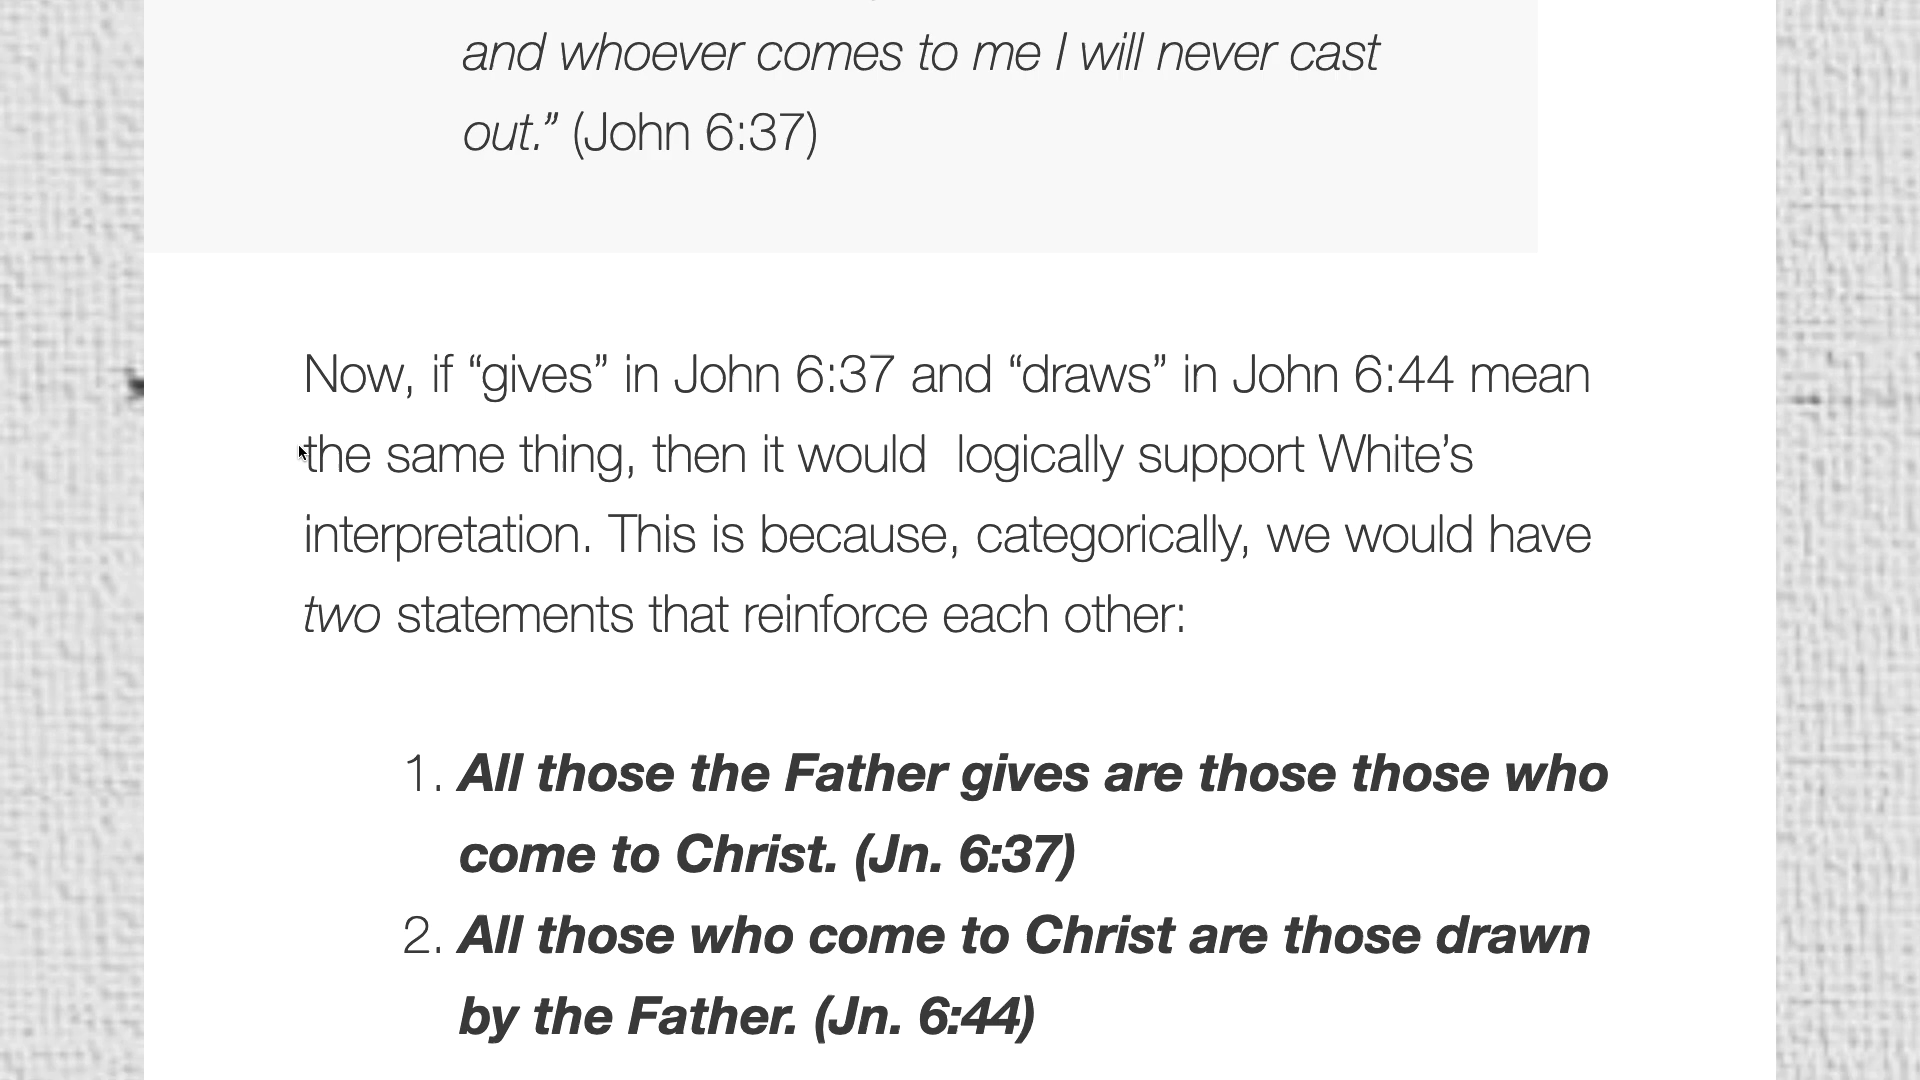 and whoever comes to me I will never cast
out.” (John 6:37)
Now, if “gives” in John 6:37 and “draws” in John 6:44 mean
the same thing, then it would  logically support White’s
interpretation. This is because, categorically, we would have
two statements that reinforce each other:
1. All those the Father gives are those those who
come to Christ. (Jn. 6:37)
2. All those who come to Christ are those drawn
by the Father. (Jn. 6:44)